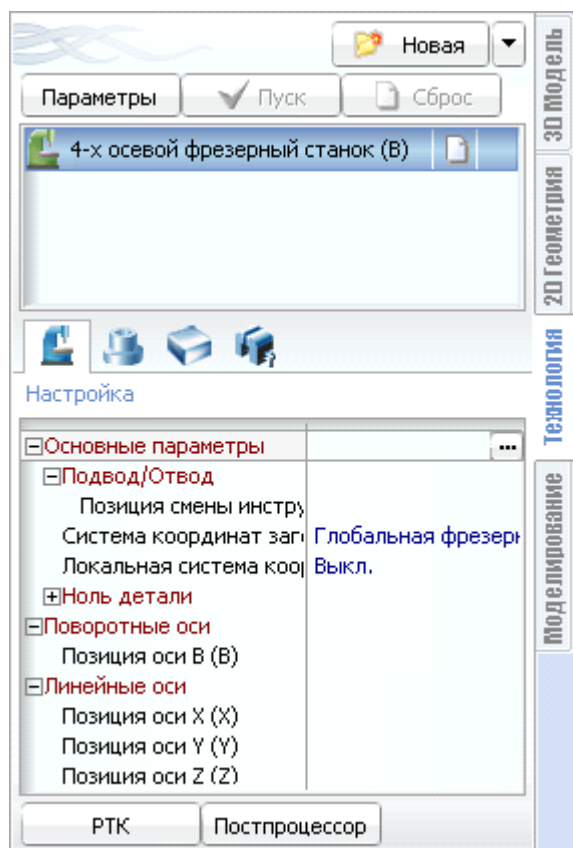 Новая
Параметры Пуск Сброс
4-х осевой фрезерный станок (B)
Настройка
Основные параметры ...
Подвод/Отвод
Позиция смены инстру
Система координат заго Глобальная фрезерн
Локальная система коор Выкл.
Ноль детали
Поворотные оси
Позиция оси B (B)
Линейные оси
Позиция оси X (X)
Позиция оси Y (Y)
Позиция оси Z (Z)
РТК Постпроцессор
3D Модель
2D Геометрия
Технология
Моделирование